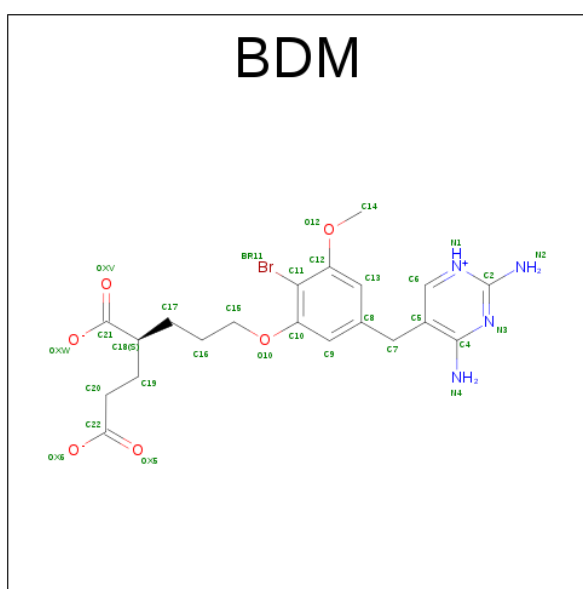 BDM
C14
O12
N1
H
N+
N2
NH2
BR11
Br
C12
C11
C13
C6
C2
OXV
O
O
C17
C15
C8
C5
N
N3
C21
C18(S)
C16
O
O10
C10
C9
C7
C4
OXW
O-
C20
C19
NH2
N4
C22
OX6
O-
O
OX5